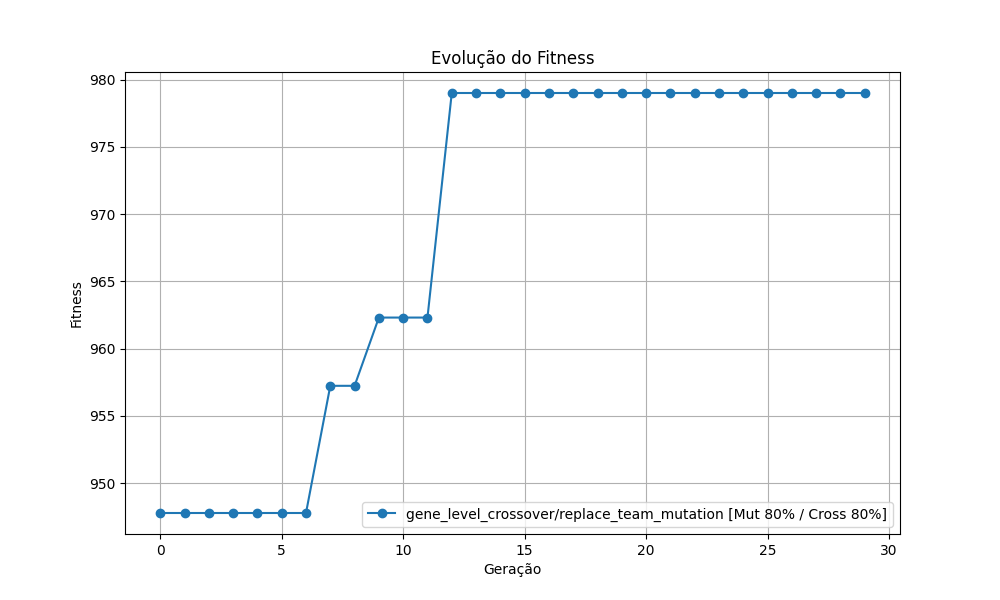 Evolução do Fitness
980
975
970
965
960
955
950
Fitness
gene_level_crossover/replace_team_mutation [Mut 80% / Cross 80%]
0 5 10 15 20 25 30
Geração